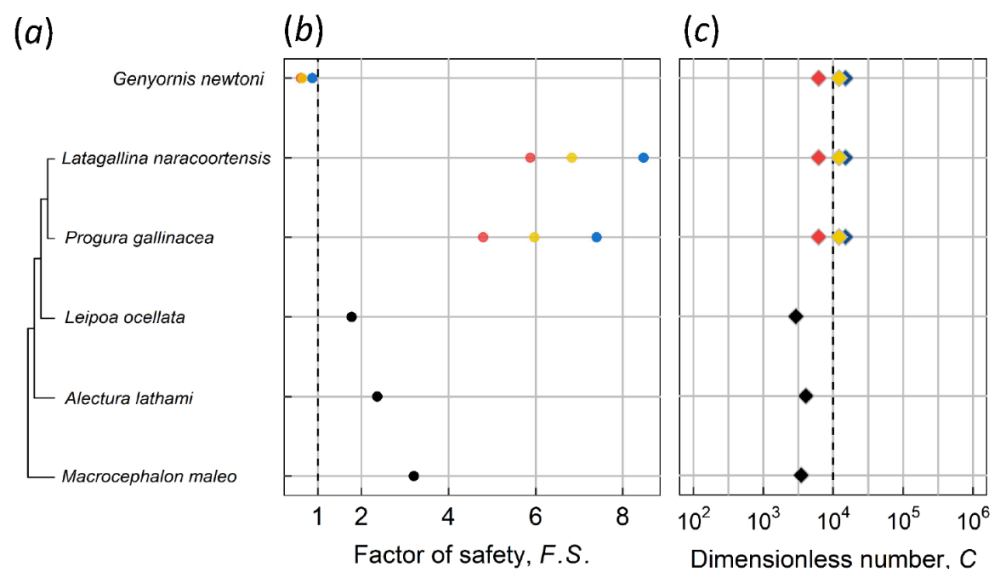 (a)
(b)
(c)
Genyornis newtoni
Latagallina naracoortensis
Progura gallinacea
Leipoa ocellata
Alectura lathami
Macrocephalon maleo
1 2 4 6 8
10² 10³ 10⁴ 10⁵ 10⁶
Factor of safety, F.S.
Dimensionless number, C